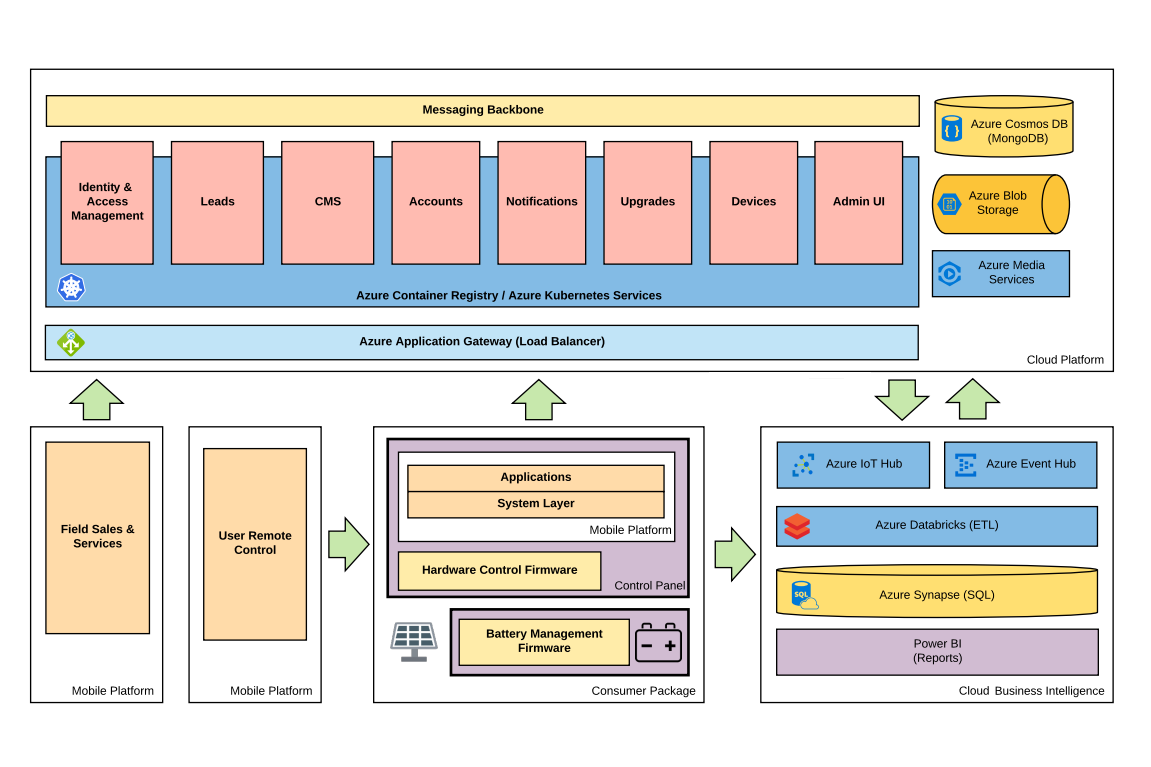 Messaging Backbone
Azure Cosmos DB
(MongoDB)
Identity &
Access
Management
Leads
CMS
Accounts
Notifications
Upgrades
Devices
Admin UI
Azure Blob
Storage
Azure Media
Services
Azure Container Registry / Azure Kubernetes Services
Azure Application Gateway (Load Balancer)
Cloud Platform
Field Sales &
Services
Mobile Platform
User Remote
Control
Mobile Platform
Applications
System Layer
Mobile Platform
Hardware Control Firmware
Control Panel
Battery Management
Firmware
Consumer Package
Azure IoT Hub
Azure Event Hub
Azure Databricks (ETL)
SQL
Azure Synapse (SQL)
Power BI
(Reports)
Cloud Business Intelligence